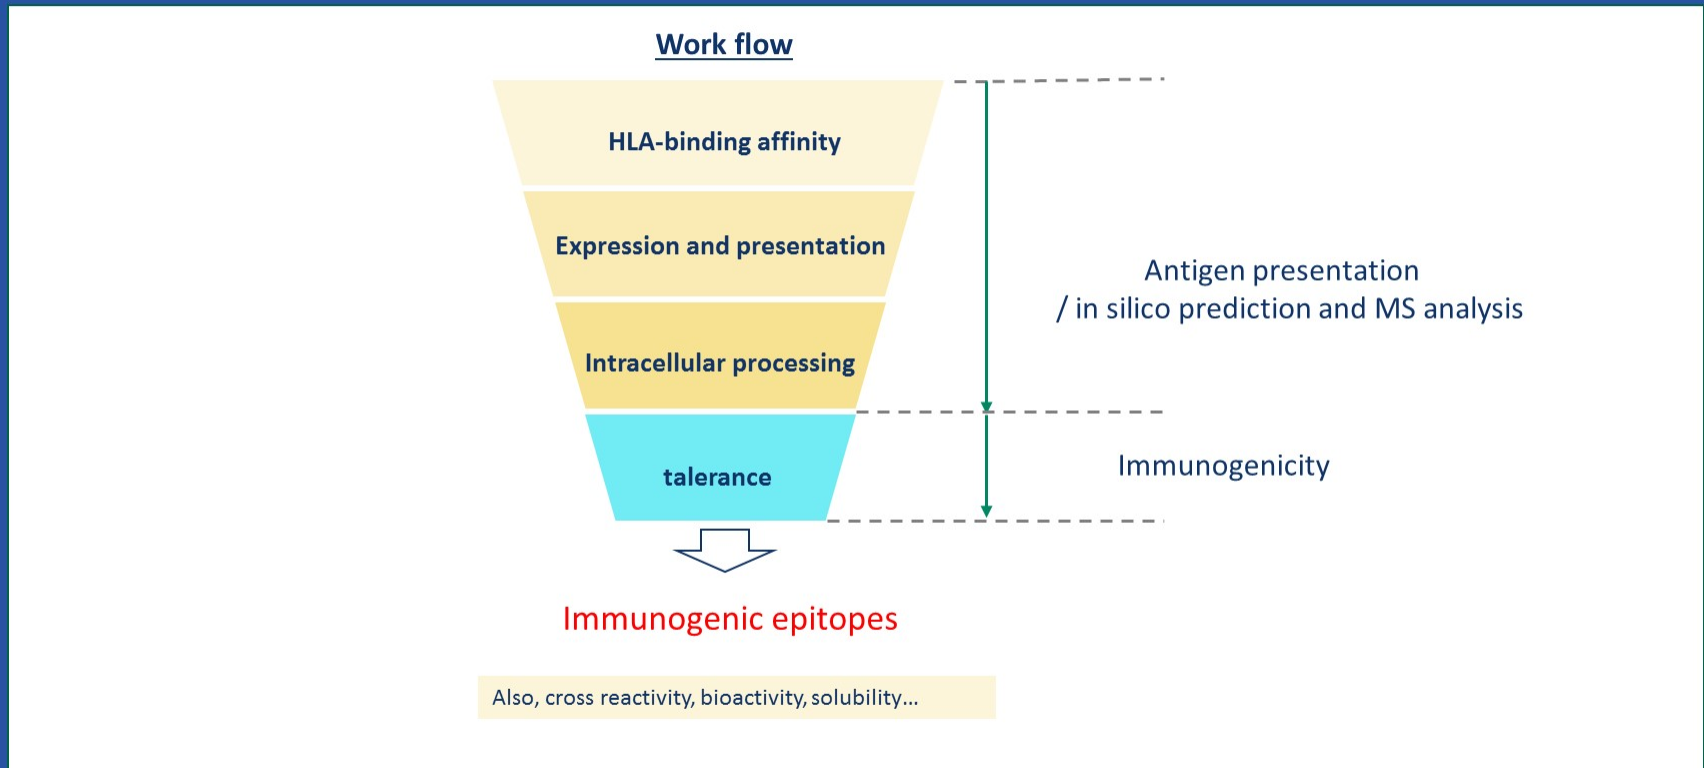 Work flow
HLA-binding affinity
Expression and presentation
Intracellular processing
talerance
Antigen presentation
/ in silico prediction and MS analysis
Immunogenicity
Immunogenic epitopes
Also, cross reactivity, bioactivity, solubility...